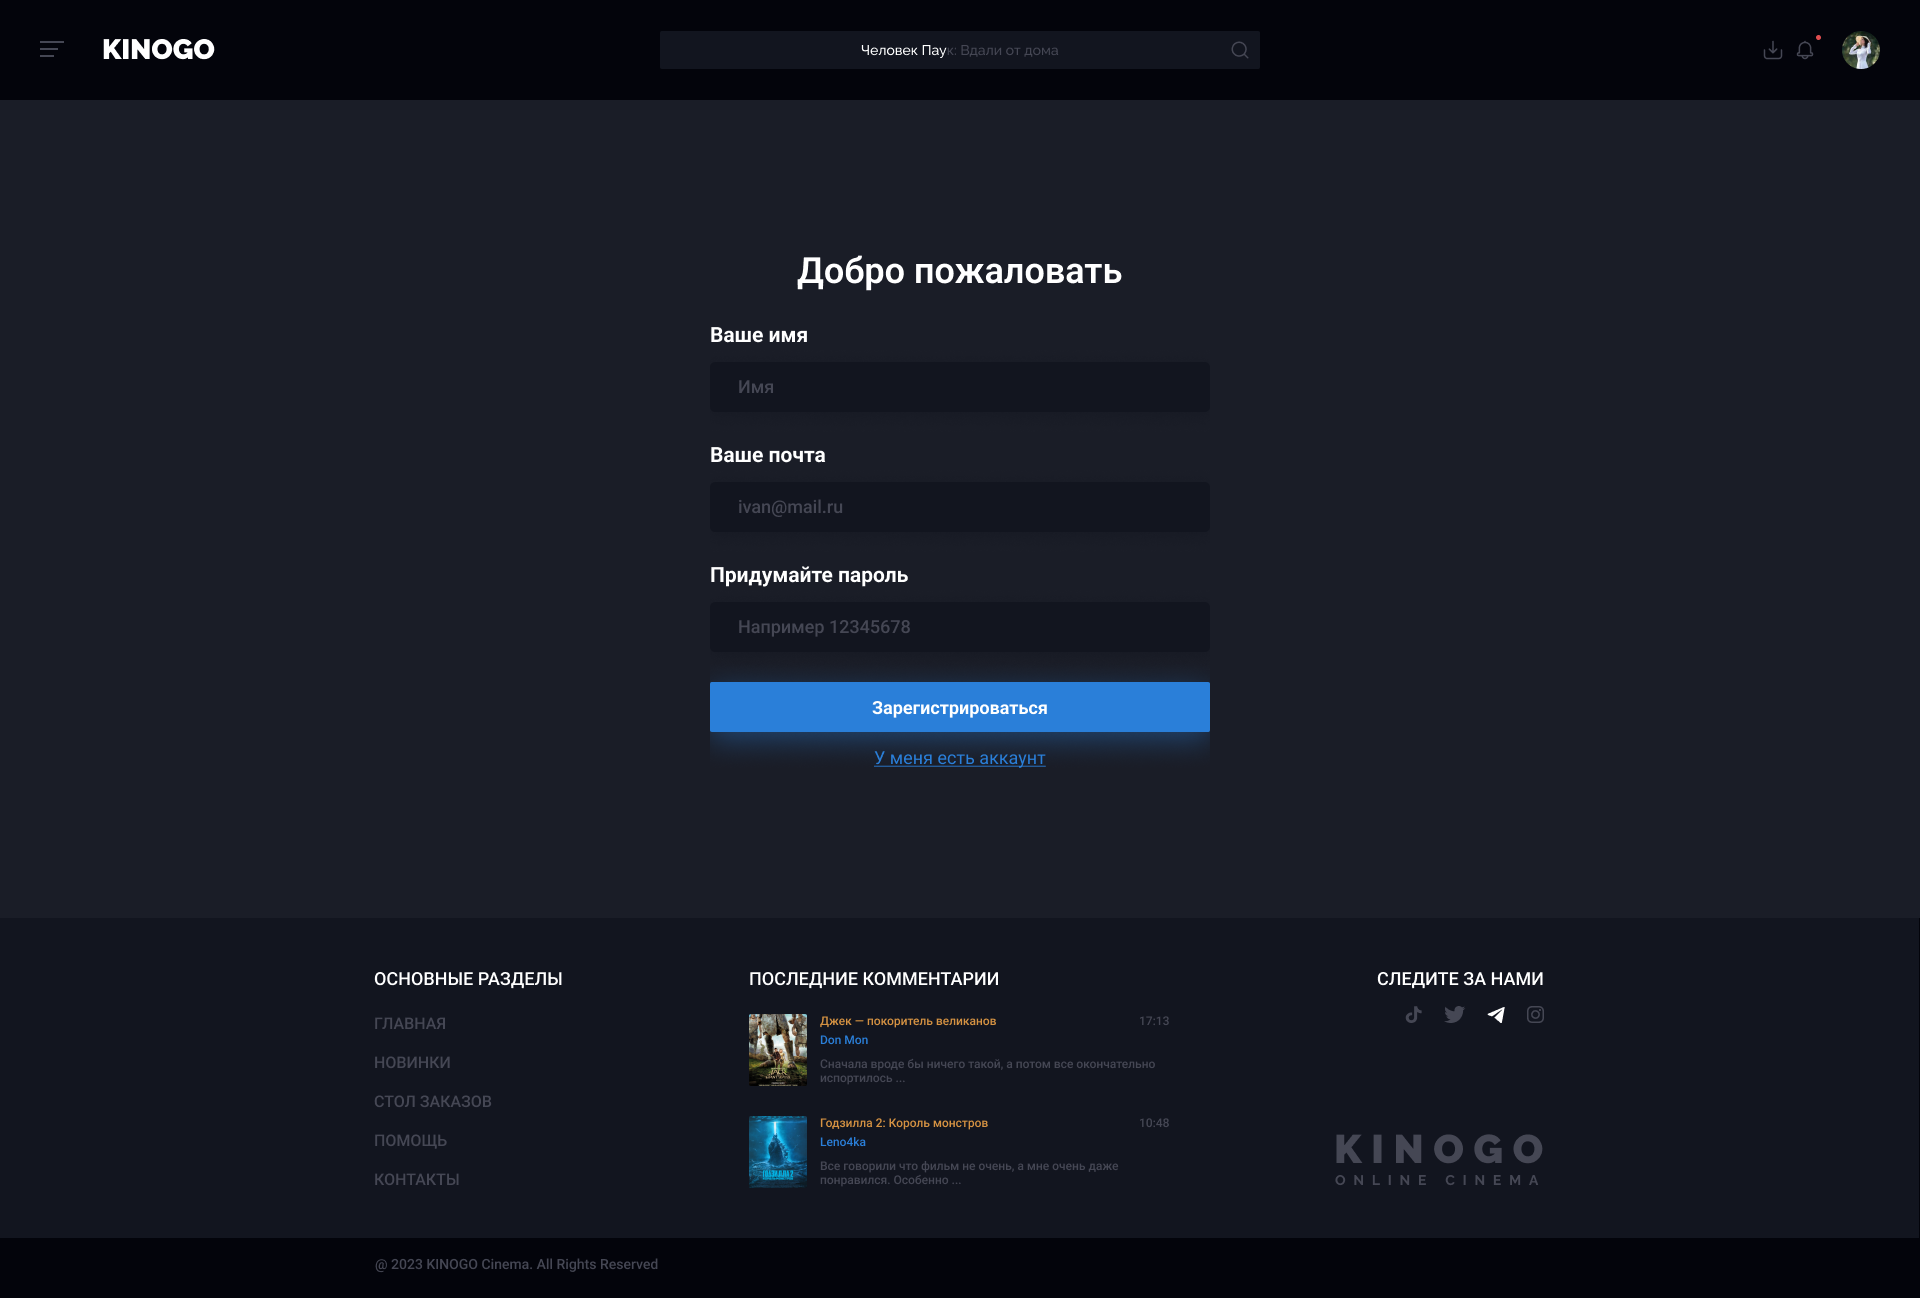 KINOGO
Человек Паук: Вдали от дома
Добро пожаловать
Ваше имя
Имя
Ваше почта
ivan@mail.ru
Придумайте пароль
Например 12345678
Зарегистрироваться
У меня есть аккаунт
ОСНОВНЫЕ РАЗДЕЛЫ
ГЛАВНАЯ
НОВИНКИ
СТОЛ ЗАКАЗОВ
ПОМОЩЬ
КОНТАКТЫ
ПОСЛЕДНИЕ КОММЕНТАРИИ
Джек — покоритель великанов
17:13
Don Mon
Сначала вроде бы ничего такой, а потом все окончательно
испортилось ...
Годзилла 2: Король монстров
10:48
Leno4ka
Все говорили что фильм не очень, а мне очень даже
понравился. Особенно ...
СЛЕДИТЕ ЗА НАМИ
KINOGO
ONLINE CINEMA
@ 2023 KINOGO Cinema. All Rights Reserved